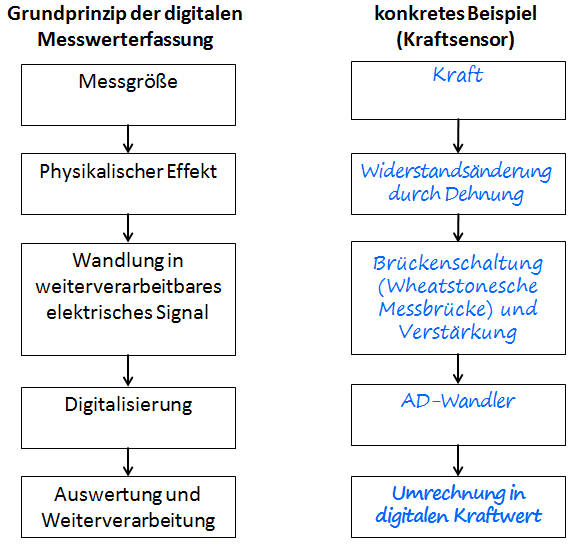 Grundprinzip der digitalen
Messwerterfassung
Messgröße
Physikalischer Effekt
Wandlung in
weiterverarbeitbares
elektrisches Signal
Digitalisierung
Auswertung und
Weiterverarbeitung
konkretes Beispiel
(Kraftsensor)
Kraft
Widerstandsänderung
durch Dehnung
Brückenschaltung
(Wheatstonesche
Messbrücke) und
Verstärkung
AD-Wandler
Umrechnung in
digitalen Kraftwert